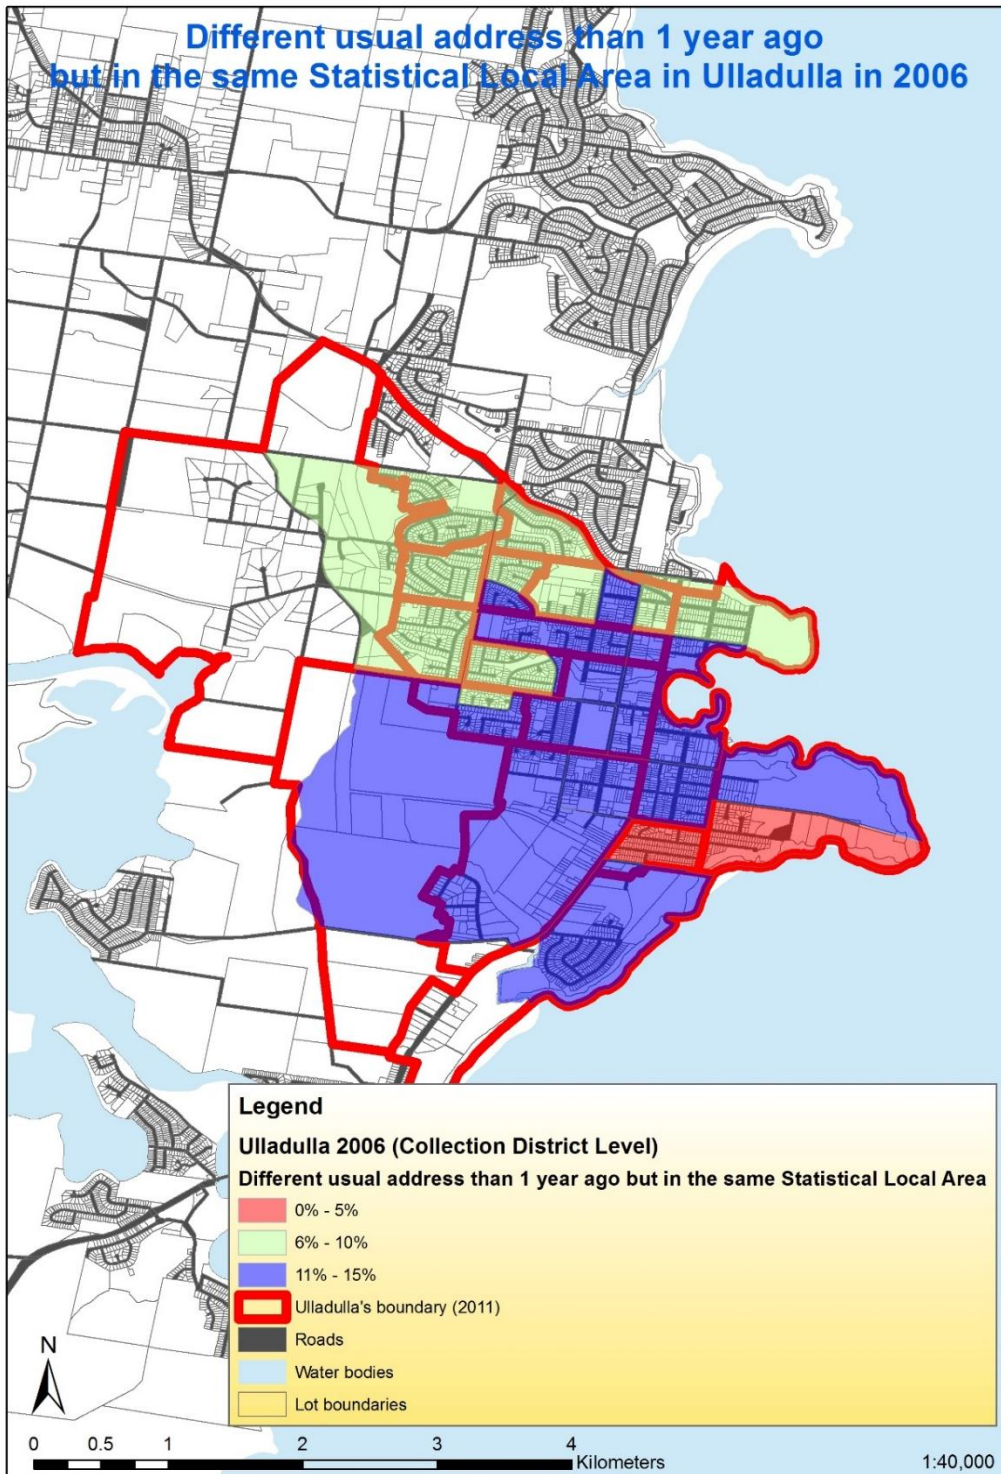 Different usual address than 1 year ago
but in the same Statistical Local Area in Ulladulla in 2006
Legend
Ulladulla 2006 (Collection District Level)
Different usual address than 1 year ago but in the same Statistical Local Area
0% - 5%
6% - 10%
11% - 15%
Ulladulla's boundary (2011)
Roads
Water bodies
Lot boundaries
N
0 0.5 1 2 3 4
Kilometers
1:40,000